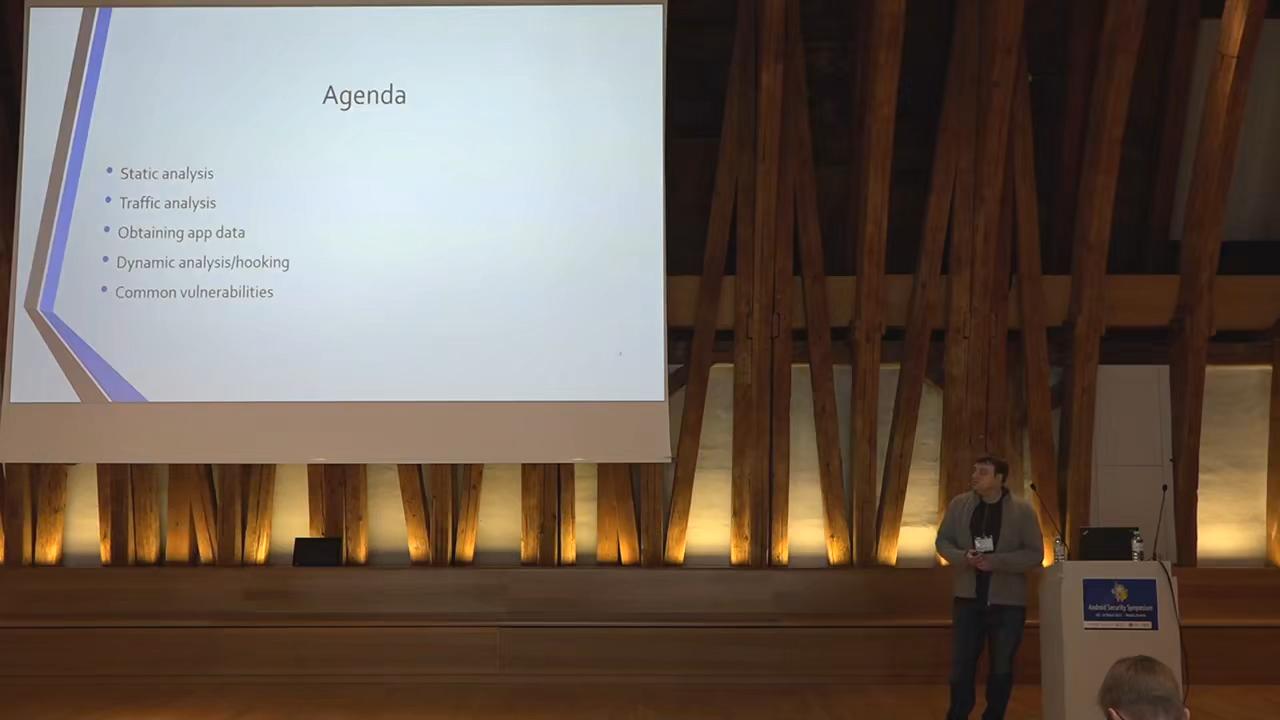 Agenda
• Static analysis
• Traffic analysis
• Obtaining app data
• Dynamic analysis/hooking
• Common vulnerabilities
Android Security Symposium